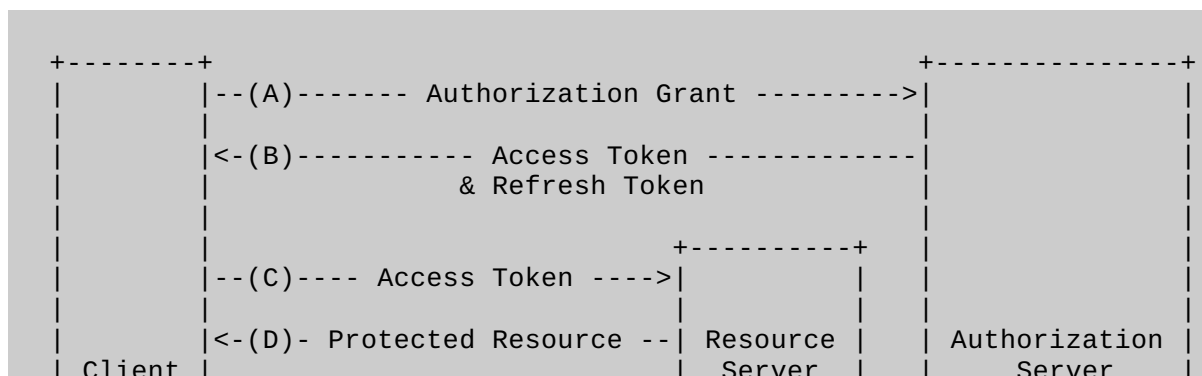 +--------+                                           +---------------+
|        |--(A)------- Authorization Grant --------->|               |
|        |                                           |               |
|        |<-(B)----------- Access Token -------------|               |
|        |               & Refresh Token             |               |
|        |                                           |               |
|        |                            +----------+   |               |
|        |--(C)---- Access Token ---->|          |   |               |
|        |                            |          |   |               |
|        |<-(D)- Protected Resource --| Resource |   | Authorization |
| Client |                            |  Server  |   |     Server    |